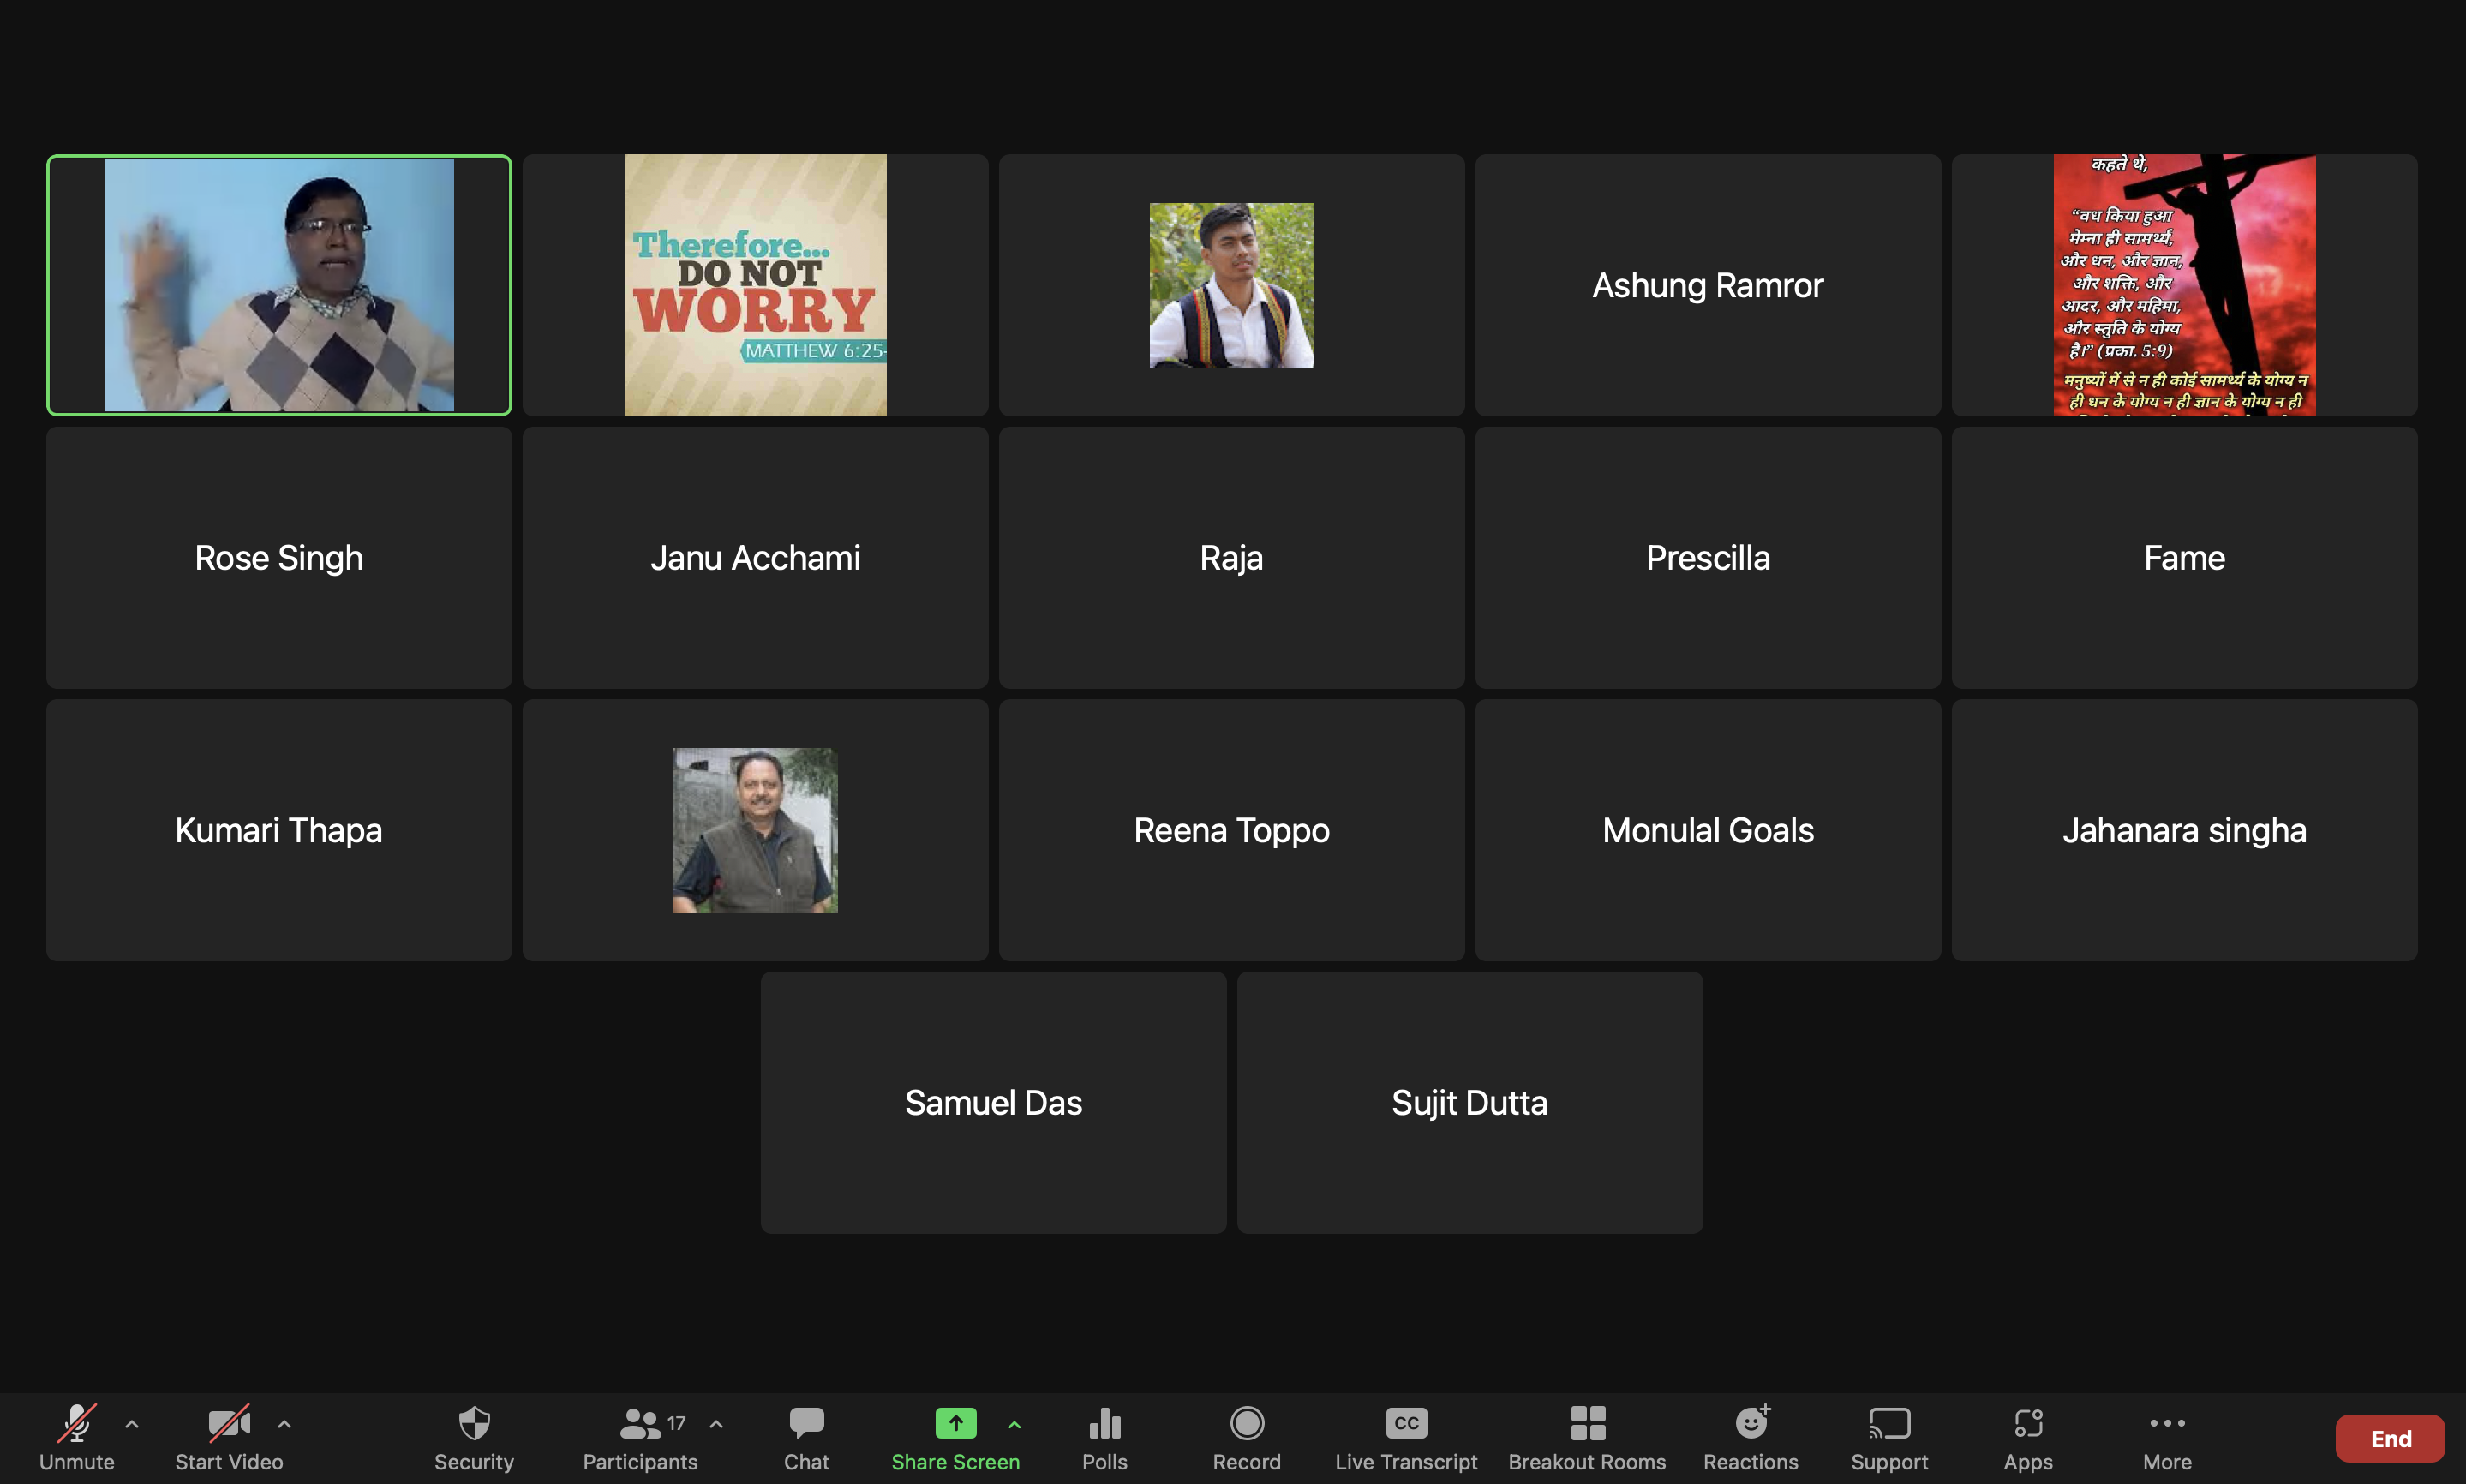 Therefore...
DO NOT
WORRY
MATTHEW 6:25-
Ashung Ramror
कहते थे,
“वध किया हुआ
मेम्ना ही सामर्थ्य,
और धन, और ज्ञान,
और शक्ति, और
आदर, और महिमा,
और स्तुति के योग्य
है।” (प्रका. 5:9)
मनुष्यों में से न ही कोई सामर्थ्य के योग्य न
ही धन के योग्य न ही ज्ञान के योग्य न ही
Rose Singh
Janu Acchami
Raja
Prescilla
Fame
Kumari Thapa
Reena Toppo
Monulal Goals
Jahanara singha
Samuel Das
Sujit Dutta
17
CC
Unmute
Start Video
Security
Participants
Chat
Share Screen
Polls
Record
Live Transcript
Breakout Rooms
Reactions
Support
Apps
More
End